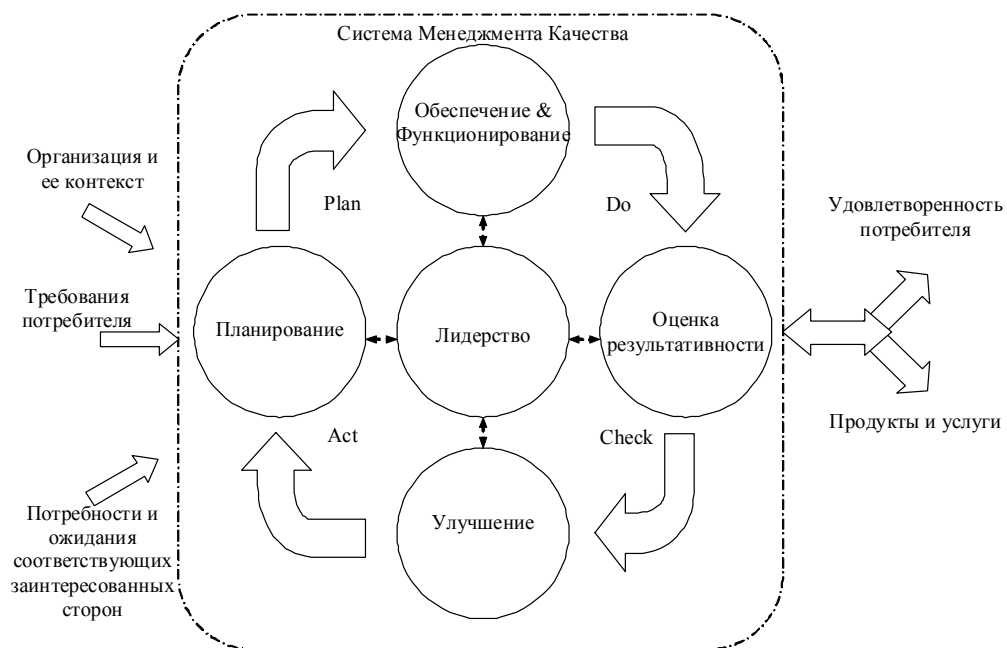 Система Менеджмента Качества
Обеспечение &
Функционирование
Организация и
ее контекст
Plan
Do
Удовлетворенность
потребителя
Требования
потребителя
Планирование
Лидерство
Оценка
результативности
Act
Check
Продукты и услуги
Улучшение
Потребности и
ожидания
соответствующих
заинтересованных
сторон